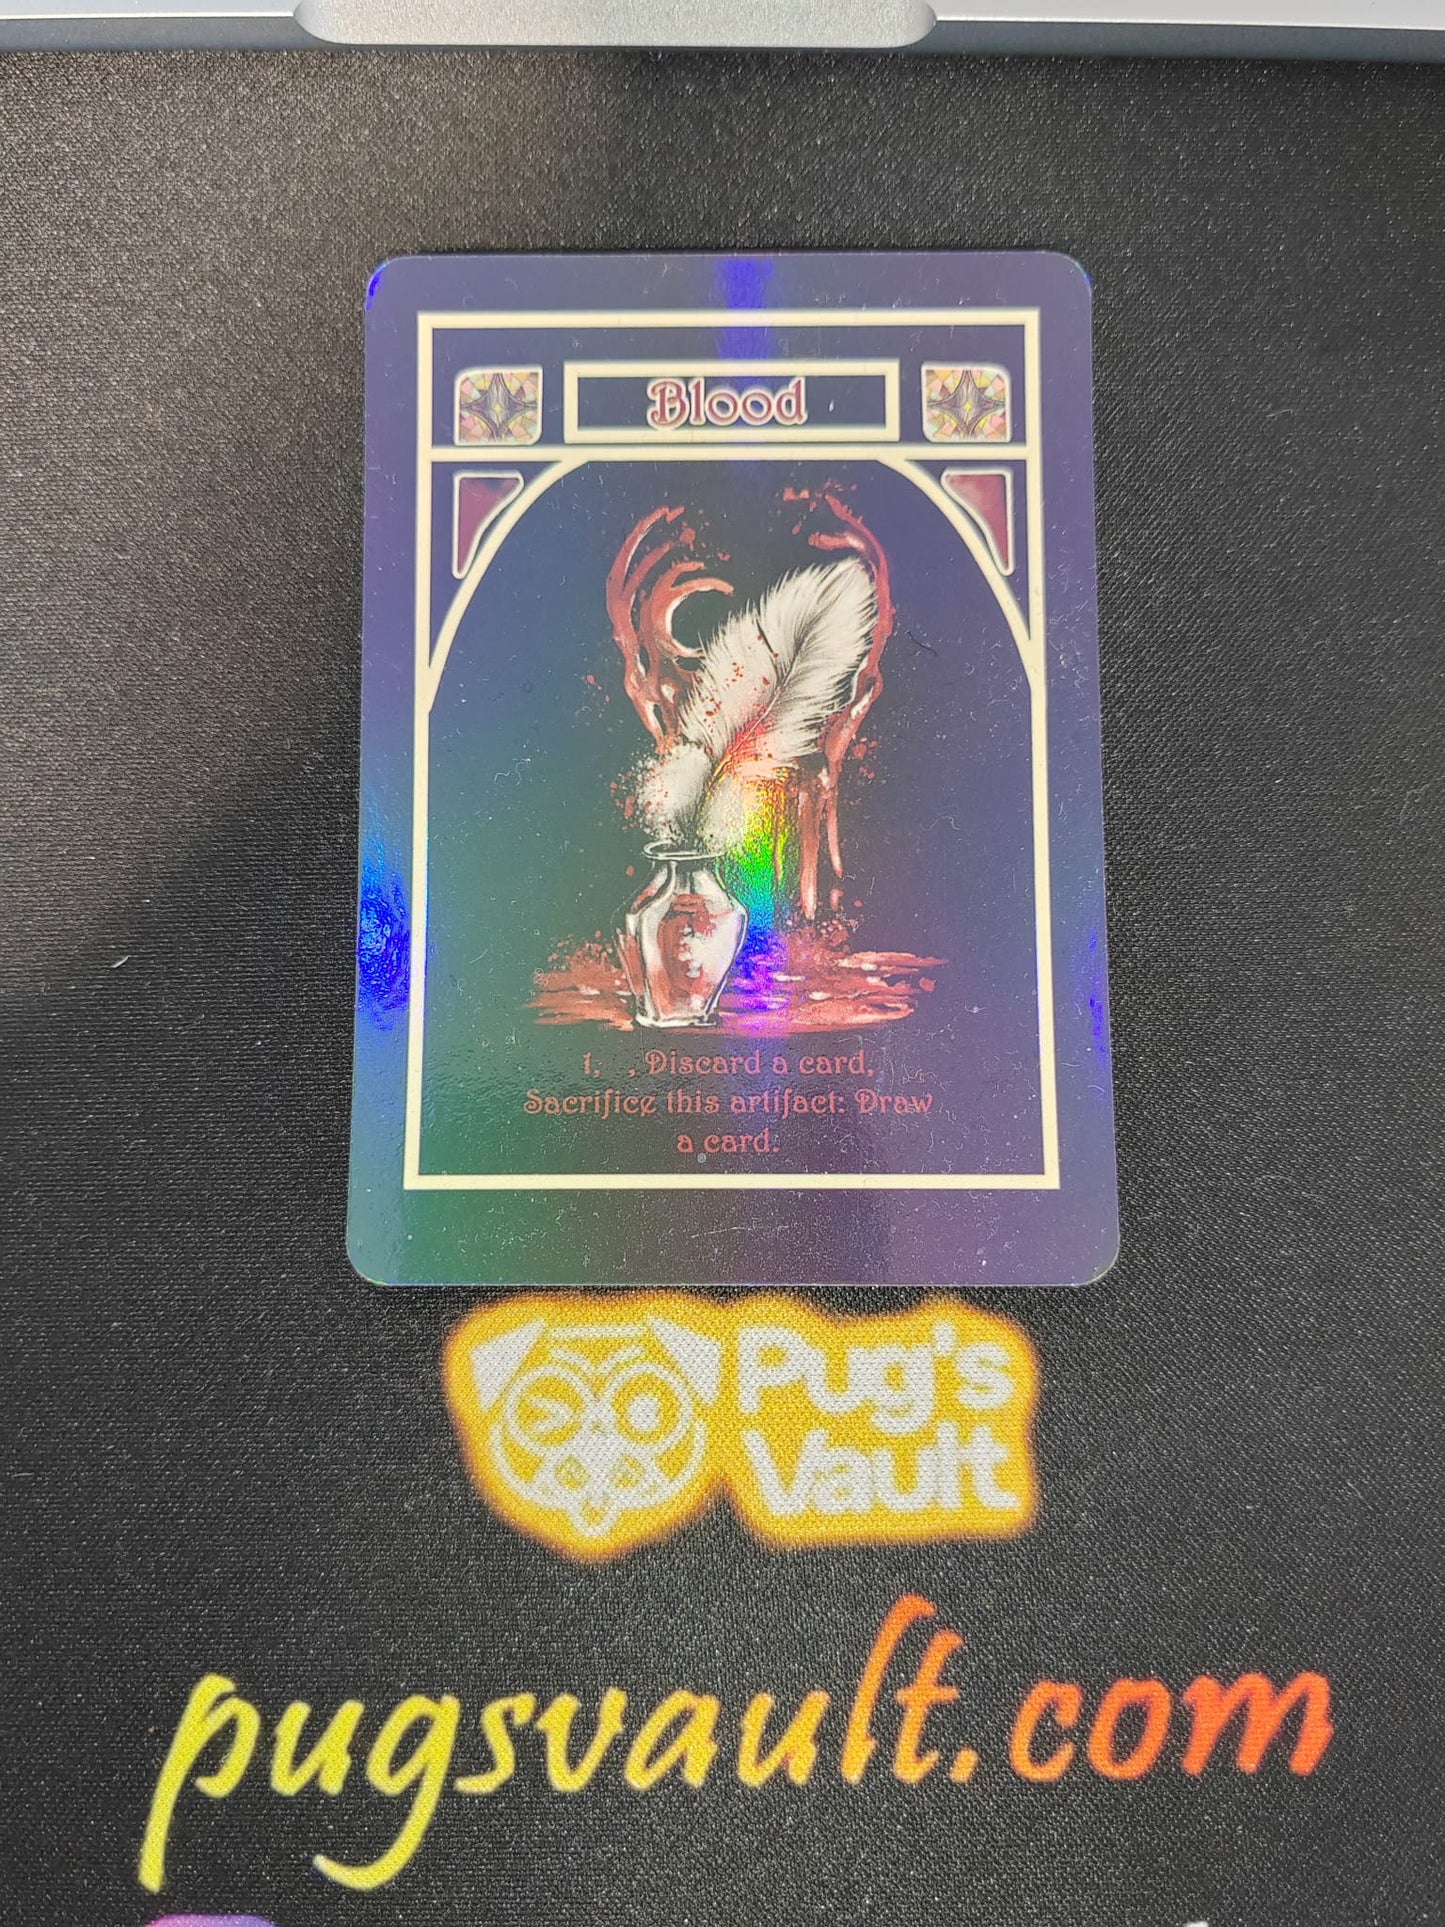 Blood
1,   , Discard a card,
Sacrifice this artifact: Draw
a card.
Pug's
Vault
pugsvault.com